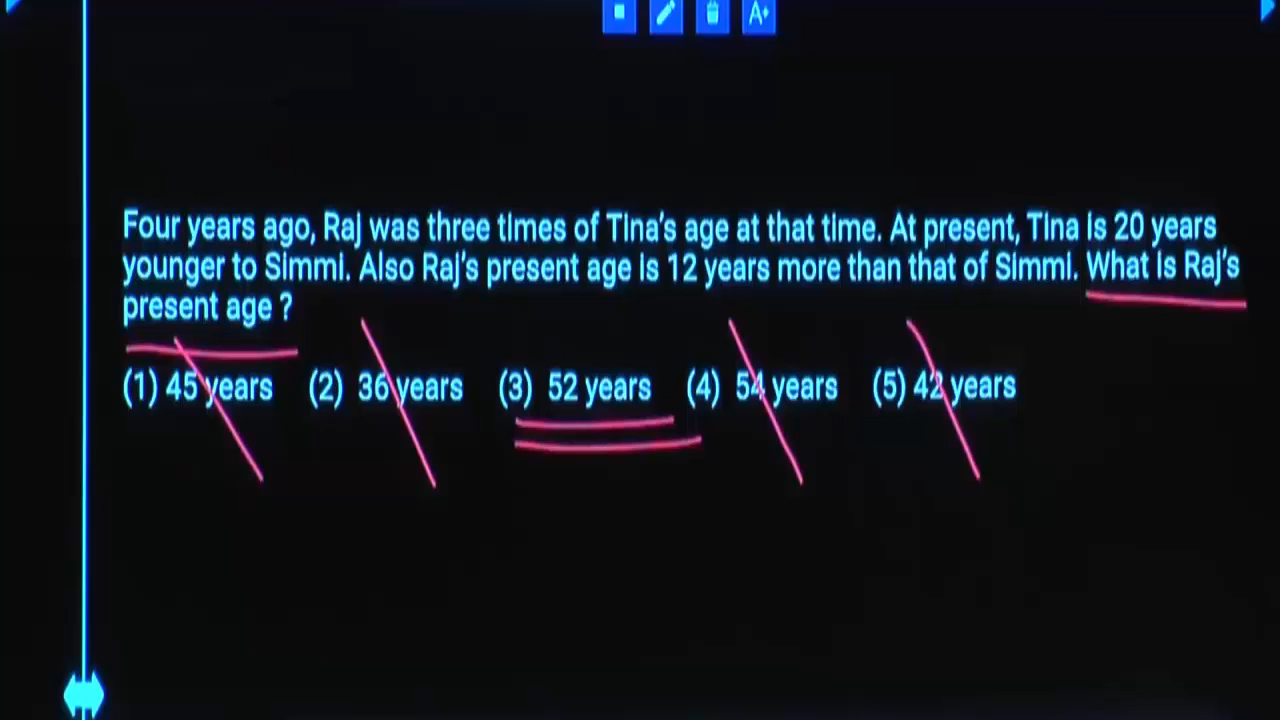 A+
Four years ago, Raj was three times of Tina's age at that time. At present, Tina is 20 years
younger to Simmi. Also Raj's present age is 12 years more than that of Simmi. What is Raj's
present age ?
(1) 45 years (2) 36 years (3) 52 years (4) 54 years (5) 42 years